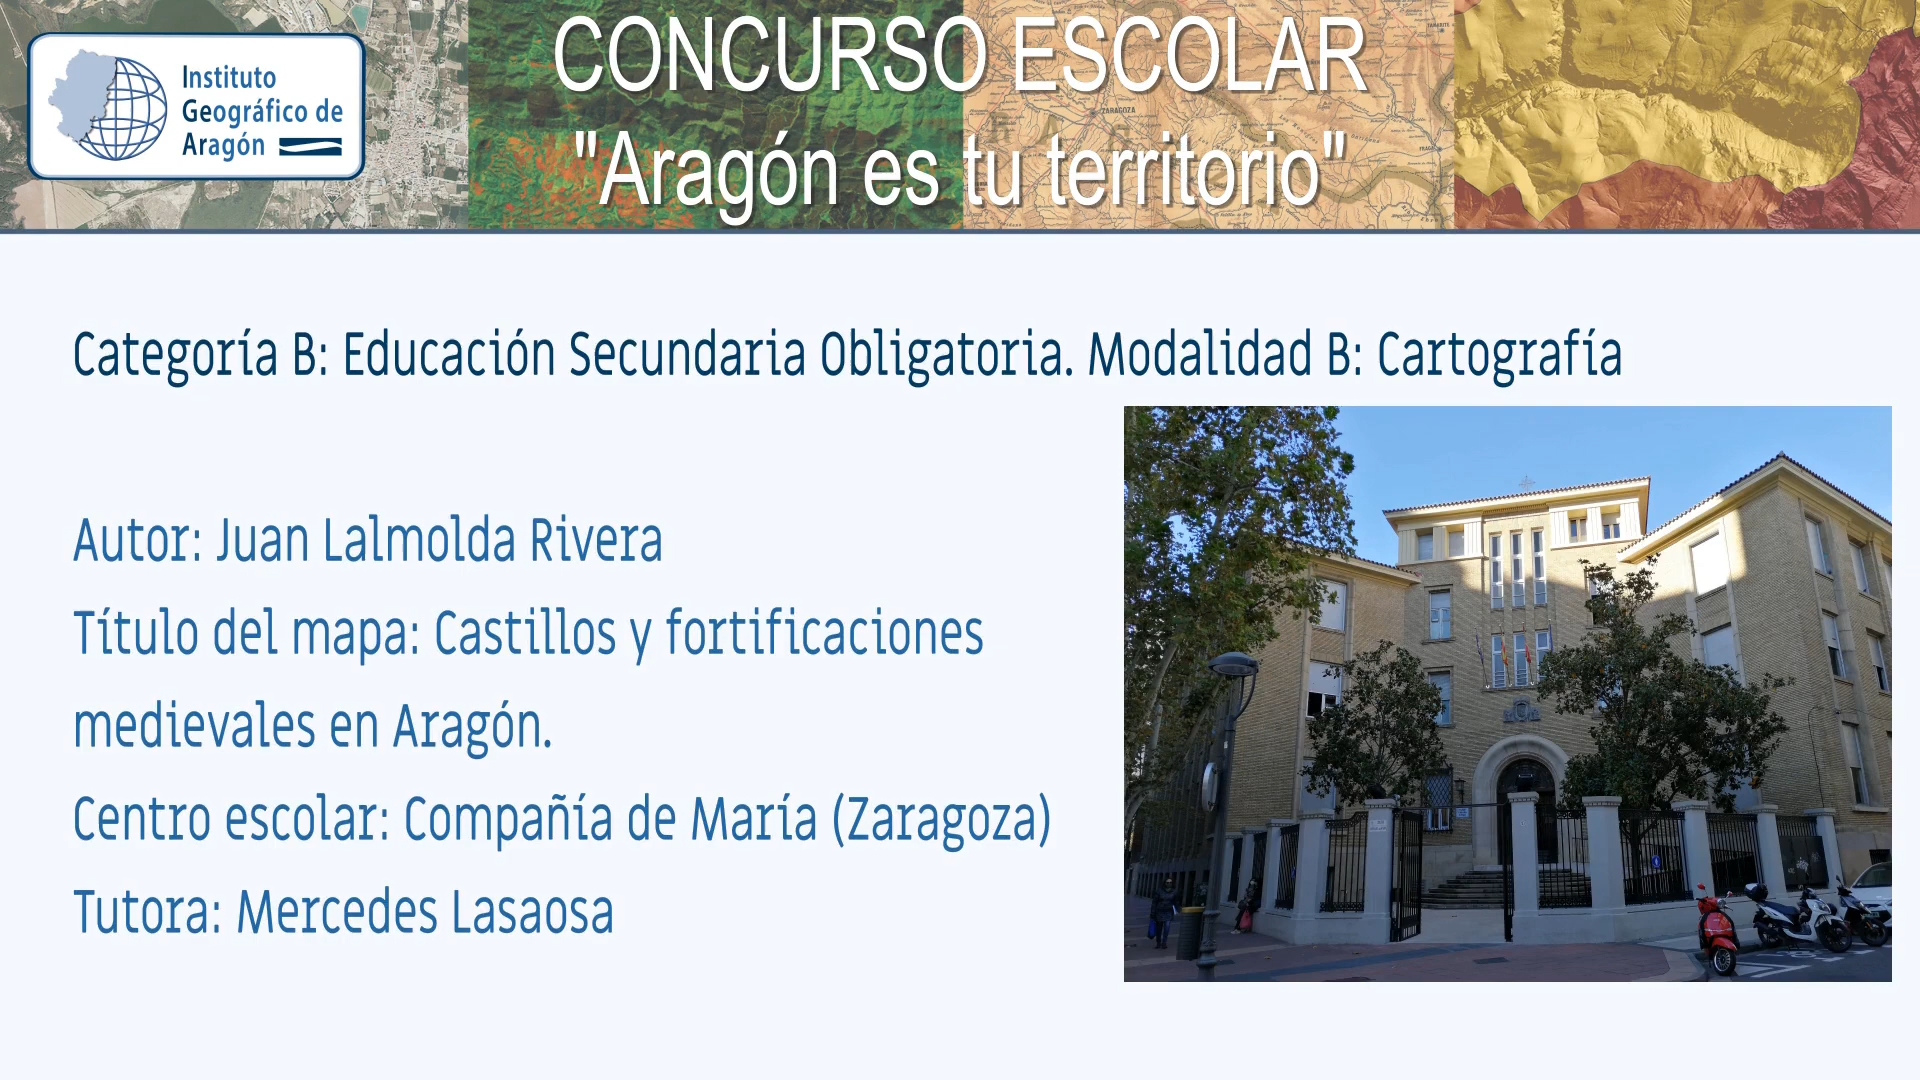 Instituto
Geográfico de
Aragón
CONCURSO ESCOLAR
"Aragón es tu territorio"
ZARAGOZA
Categoría B: Educación Secundaria Obligatoria. Modalidad B: Cartografía
Autor: Juan Lalmolda Rivera
Título del mapa: Castillos y fortificaciones
medievales en Aragón.
Centro escolar: Compañía de María (Zaragoza)
Tutora: Mercedes Lasaosa